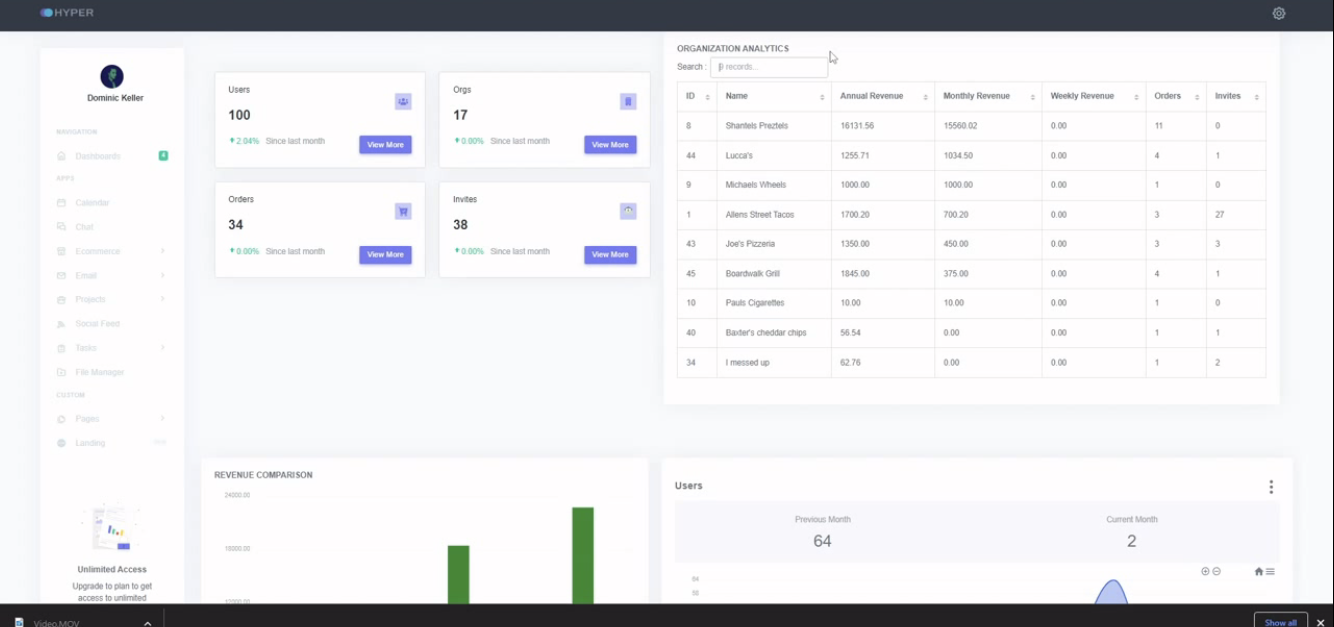 HYPER
Dominic Keller
NAVIGATION
Dashboards 4
APPS
Calendar
Chat
Ecommerce
Email
Projects
Social Feed
Tasks
File Manager
CUSTOM
Pages
Landing
Unlimited Access
Upgrade to plan to get
access to unlimited
Users
100
2.04% Since last month
View More
Orgs
17
0.00% Since last month
View More
Orders
34
0.00% Since last month
View More
Invites
38
0.00% Since last month
View More
ORGANIZATION ANALYTICS
Search : 9 records...
ID Name Annual Revenue Monthly Revenue Weekly Revenue Orders Invites
8 Shantels Preztels 16131.56 15560.02 0.00 11 0
44 Lucca's 1255.71 1034.50 0.00 4 1
9 Michaels Wheels 1000.00 1000.00 0.00 1 0
1 Allens Street Tacos 1700.20 700.20 0.00 3 27
43 Joe's Pizzeria 1350.00 450.00 0.00 3 3
45 Boardwalk Grill 1845.00 375.00 0.00 4 1
10 Pauls Cigarettes 10.00 10.00 0.00 1 0
40 Baxter's cheddar chips 56.54 0.00 0.00 1 1
34 I messed up 62.76 0.00 0.00 1 2
REVENUE COMPARISON
24000.00
18000.00
12000.00
Users
Previous Month Current Month
64 2
64
Video.MOV
Show all